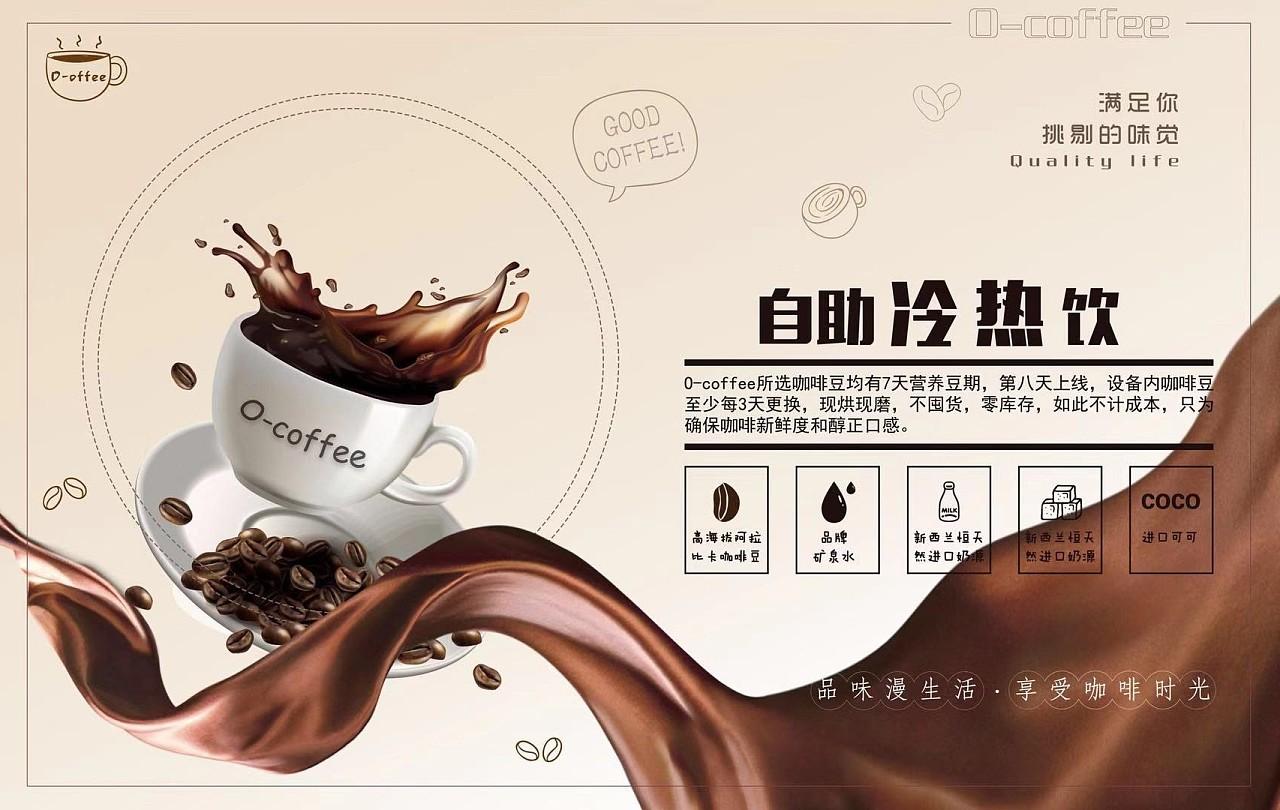 O-coffee
O-offee
GOOD
COFFEE!
满足你
挑剔的味觉
Quality life
O-coffee
自助冷热饮
O-coffee所选咖啡豆均有7天营养豆期，第八天上线，设备内咖啡豆
至少每3天更换，现烘现磨，不囤货，零库存，如此不计成本，只为
确保咖啡新鲜度和醇正口感。
高海拔阿拉
比卡咖啡豆
品牌
矿泉水
MILK
新西兰恒天
然进口奶源
新西兰恒天
然进口奶源
COCO
进口可可
品味漫生活·享受咖啡时光